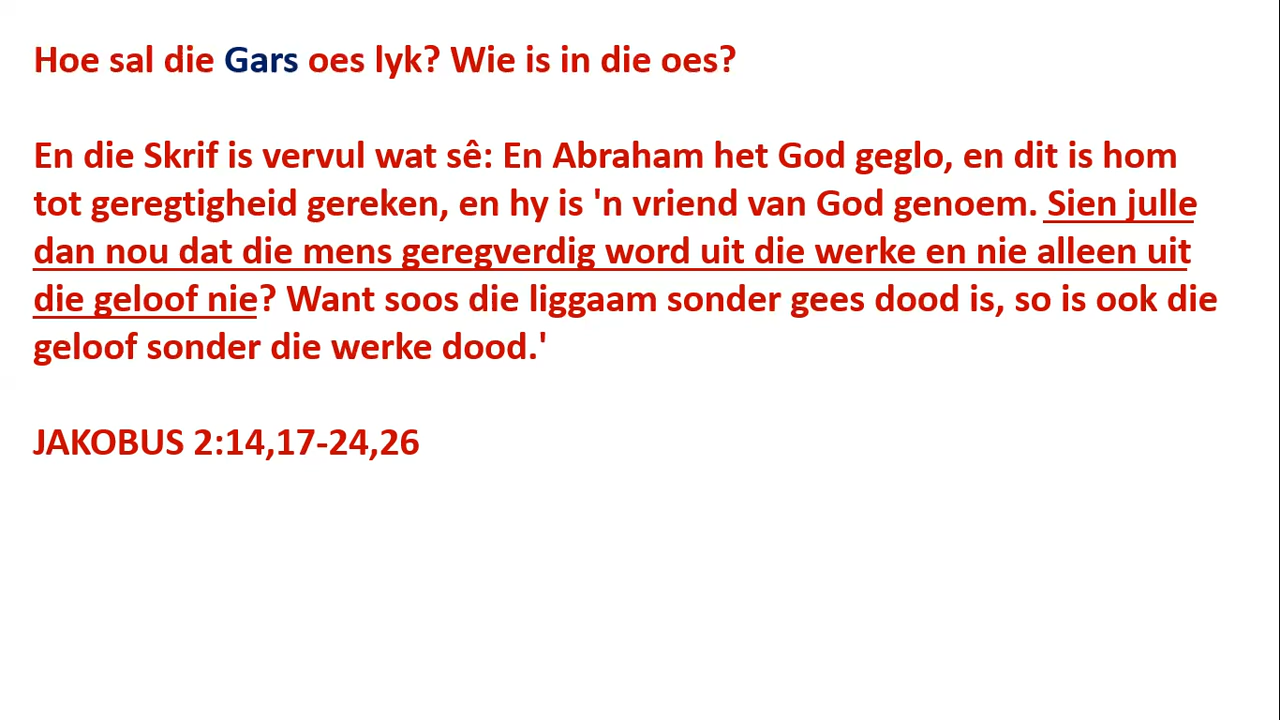 Hoe sal die Gars oes lyk? Wie is in die oes?
En die Skrif is vervul wat sê: En Abraham het God geglo, en dit is hom
tot geregtigheid gereken, en hy is 'n vriend van God genoem. Sien julle
dan nou dat die mens geregverdig word uit die werke en nie alleen uit
die geloof nie? Want soos die liggaam sonder gees dood is, so is ook die
geloof sonder die werke dood.'
JAKOBUS 2:14,17-24,26